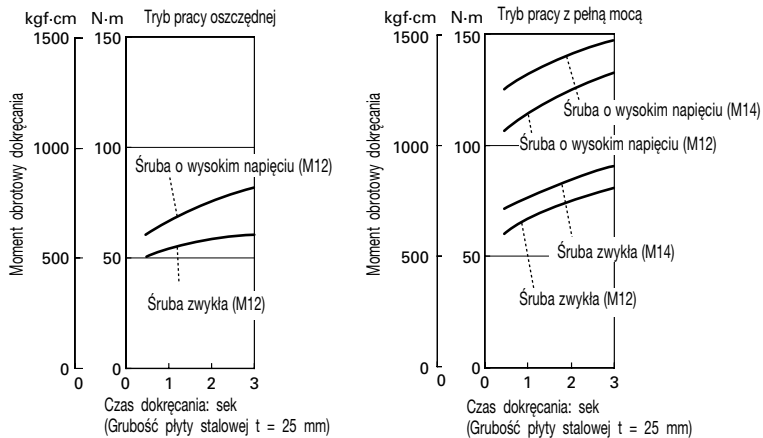 kgf·cm N·m Tryb pracy oszczędnej
1500 150
1000 100
500 50
0 0
0 0 1 2 3
Moment obrotowy dokręcania
Śruba o wysokim napięciu (M12)
Śruba zwykła (M12)
Czas dokręcania: sek
(Grubość płyty stalowej t = 25 mm)
kgf·cm N·m Tryb pracy z pełną mocą
1500 150
1000 100
500 50
0 0
0 0 1 2 3
Moment obrotowy dokręcania
Śruba o wysokim napięciu (M14)
Śruba o wysokim napięciu (M12)
Śruba zwykła (M14)
Śruba zwykła (M12)
Czas dokręcania: sek
(Grubość płyty stalowej t = 25 mm)